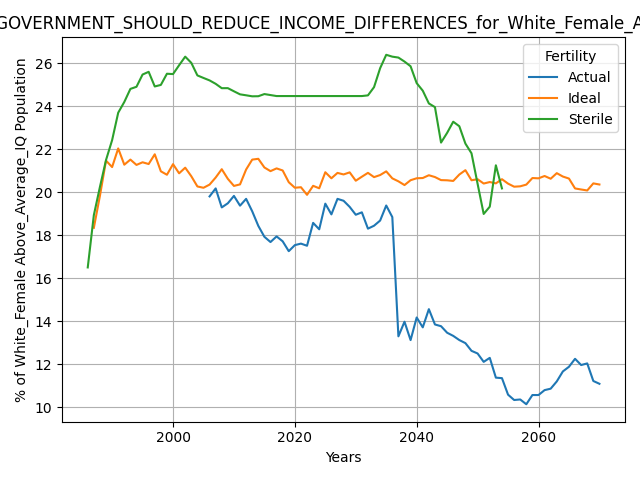 GOVERNMENT_SHOULD_REDUCE_INCOME_DIFFERENCES_for_White_Female_A
Fertility
Actual
Ideal
Sterile
% of White_Female Above_Average_IQ Population
26
24
22
20
18
16
14
12
10
2000 2020 2040 2060
Years